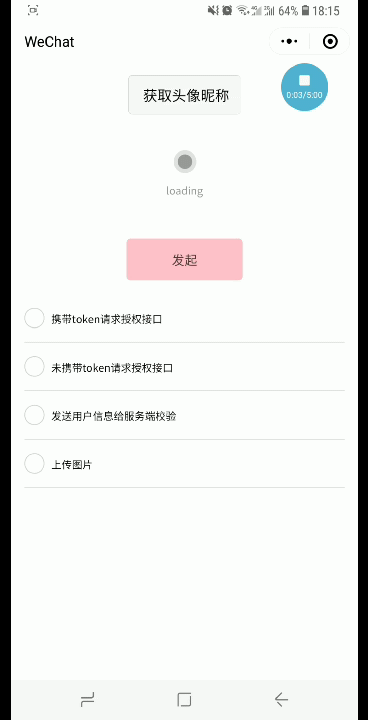 64% 18:15
WeChat
获取头像昵称
0:03/5:00
loading
发起
携带token请求授权接口
未携带token请求授权接口
发送用户信息给服务端校验
上传图片